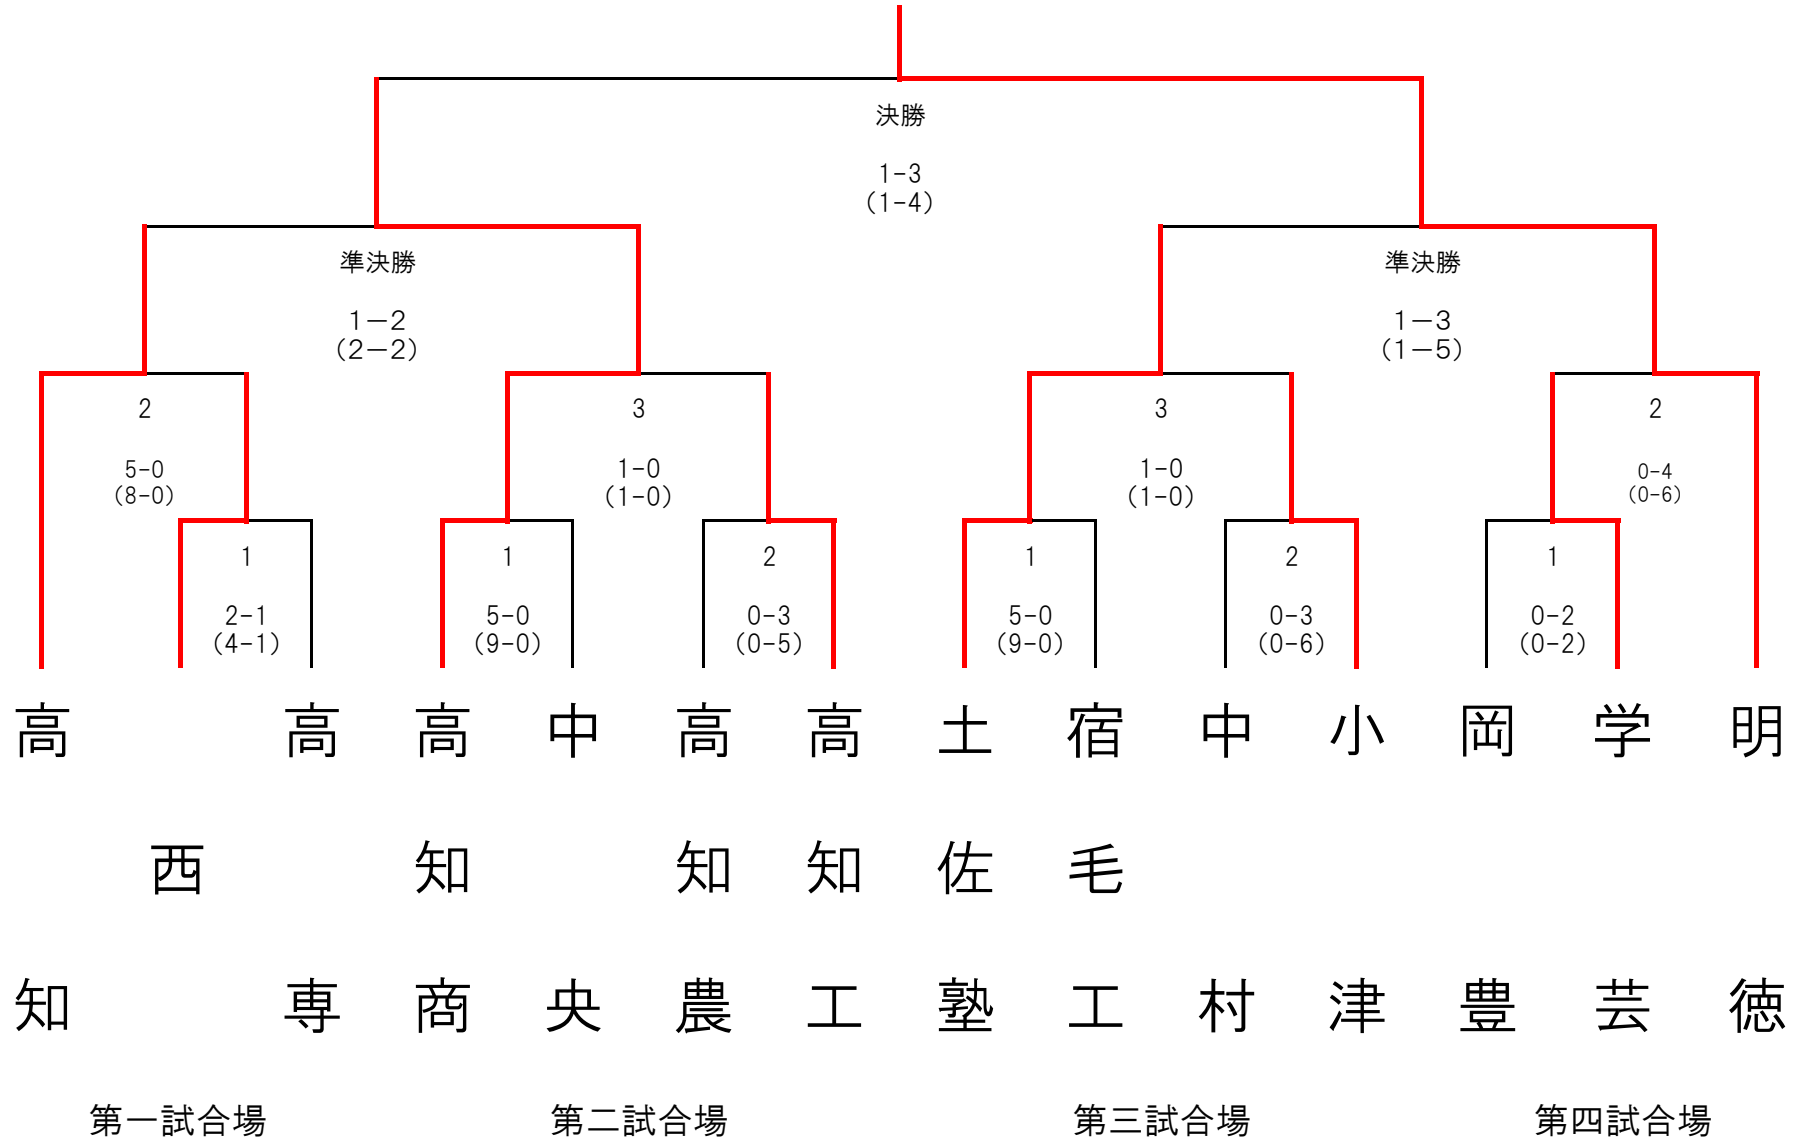 決勝
1-3
(1-4)
準決勝
1－2
(2－2)
準決勝
1－3
(1－5)
2
5-0
(8-0)
3
1-0
(1-0)
3
1-0
(1-0)
2
0-4
(0-6)
1
2-1
(4-1)
1
5-0
(9-0)
2
0-3
(0-5)
1
5-0
(9-0)
2
0-3
(0-6)
1
0-2
(0-2)
高知
西
高専
高知商
中央
高知農
高知工
土佐塾
宿毛工
中村
小津
岡豊
学芸
明徳
第一試合場
第二試合場
第三試合場
第四試合場